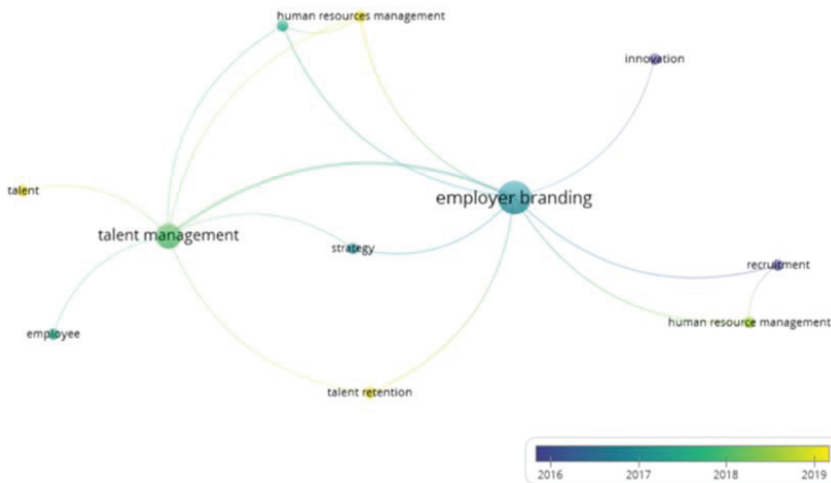 human resources management
innovation
talent
employer branding
talent management
strategy
recruitment
human resource management
employee
talent retention
2016 2017 2018 2019